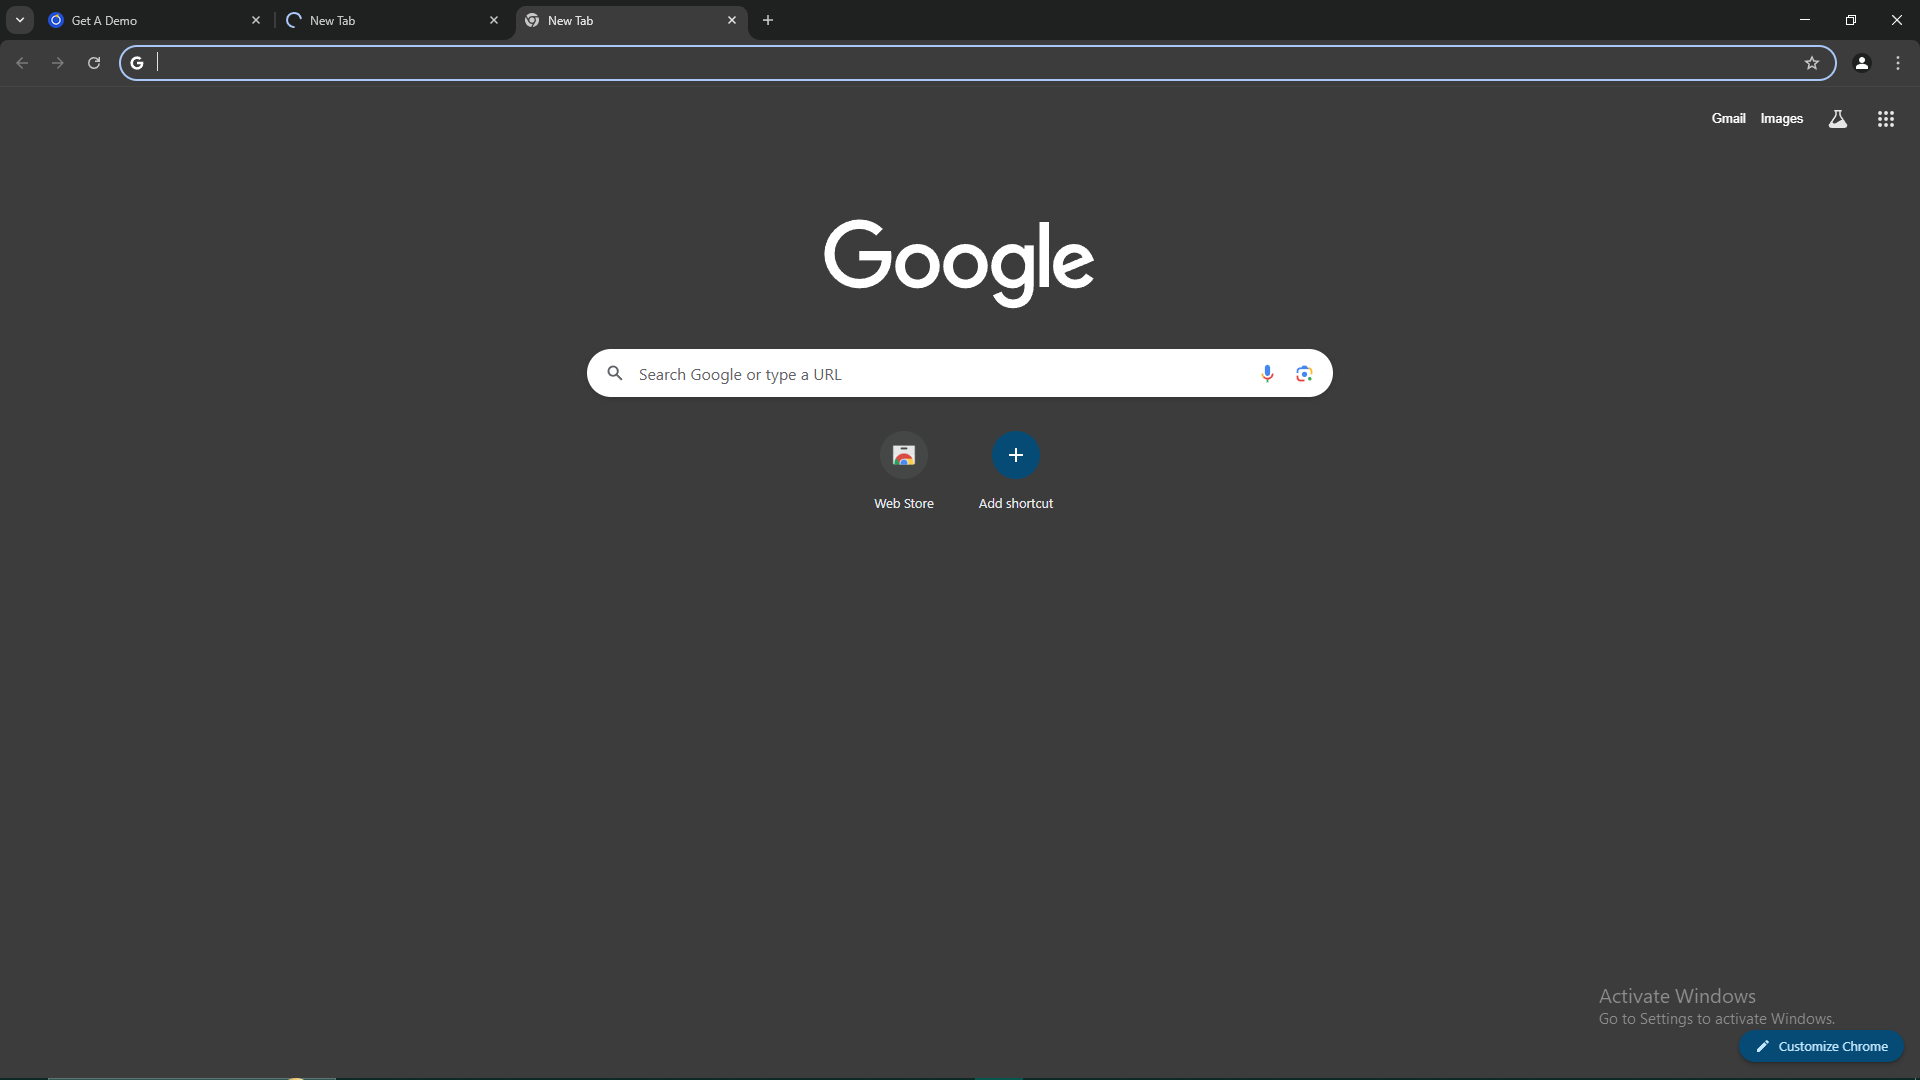 Get A Demo
New Tab
New Tab
Gmail
Images
Google
Search Google or type a URL
Web Store
Add shortcut
Activate Windows
Go to Settings to activate Windows.
Customize Chrome